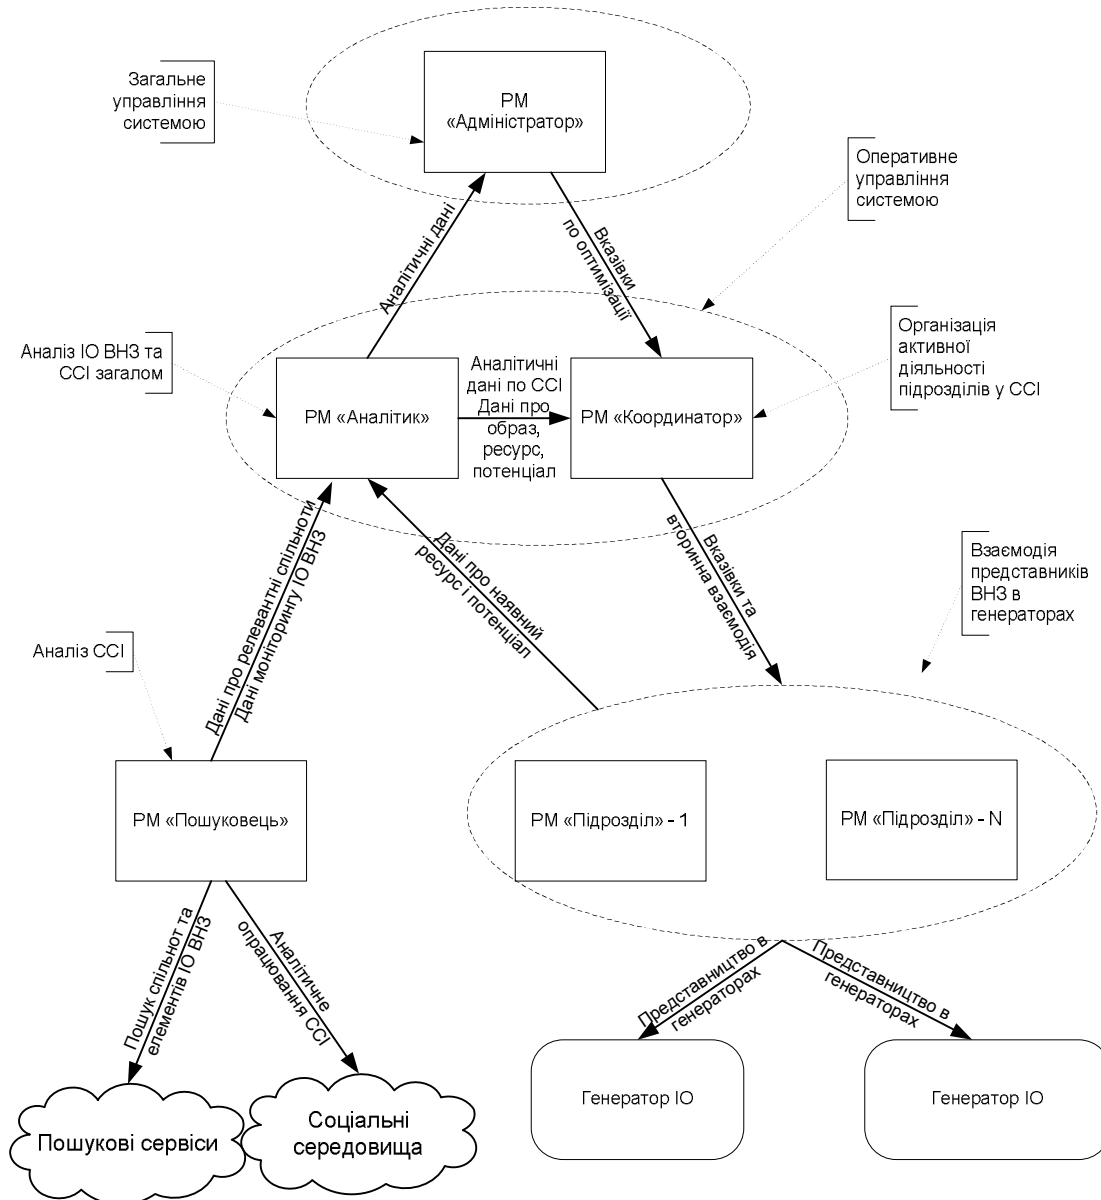 Загальне
управління
системою
РМ
«Адміністратор»
Оперативне
управління
системою
Аналітичні дані
Вказівки
по оптимізації
Аналіз ІО ВНЗ та
ССІ загалом
РМ «Аналітик»
Аналітичні
дані по ССІ
Дані про
образ,
ресурс,
потенціал
РМ «Координатор»
Організація
активної
діяльності
підрозділів у ССІ
Дані про релевантні спільноти
Дані моніторингу ІО ВНЗ
Дані про наявний
ресурс і потенціал
Вказівки та
вторинна взаємодія
Взаємодія
представників
ВНЗ в
генераторах
Аналіз ССІ
РМ «Пошуковець»
РМ «Підрозділ» - 1
РМ «Підрозділ» - N
Пошук спільнот та
елементів ІО ВНЗ
Аналітичне
опрацювання ССІ
Представництво в
генераторах
Представництво в
генераторах
Пошукові сервіси
Соціальні
середовища
Генератор ІО
Генератор ІО